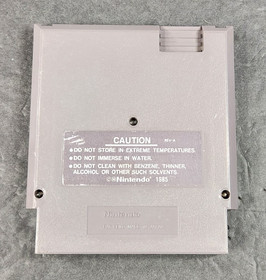 CAUTION
• DO NOT STORE IN EXTREME TEMPERATURES.
• DO NOT IMMERSE IN WATER.
• DO NOT CLEAN WITH BENZENE, THINNER,
ALCOHOL OR OTHER SUCH SOLVENTS.
©Nintendo® 1985
Nintendo